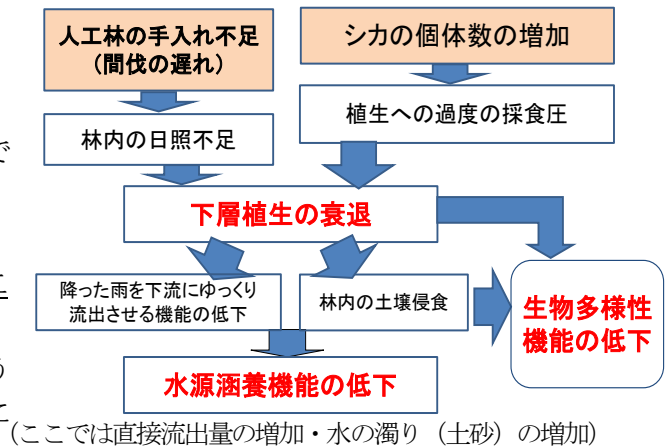 人工林の手入れ不足
(間伐の遅れ)
シカの個体数の増加
林内の日照不足
植生への過度の採食圧
で
下層植生の衰退
降った雨を下流にゆっくり
流出させる機能の低下
林内の土壌侵食
生物多様性
機能の低下
水源涵養機能の低下
う
て
(ここでは直接流出量の増加・水の濁り（土砂）の増加)